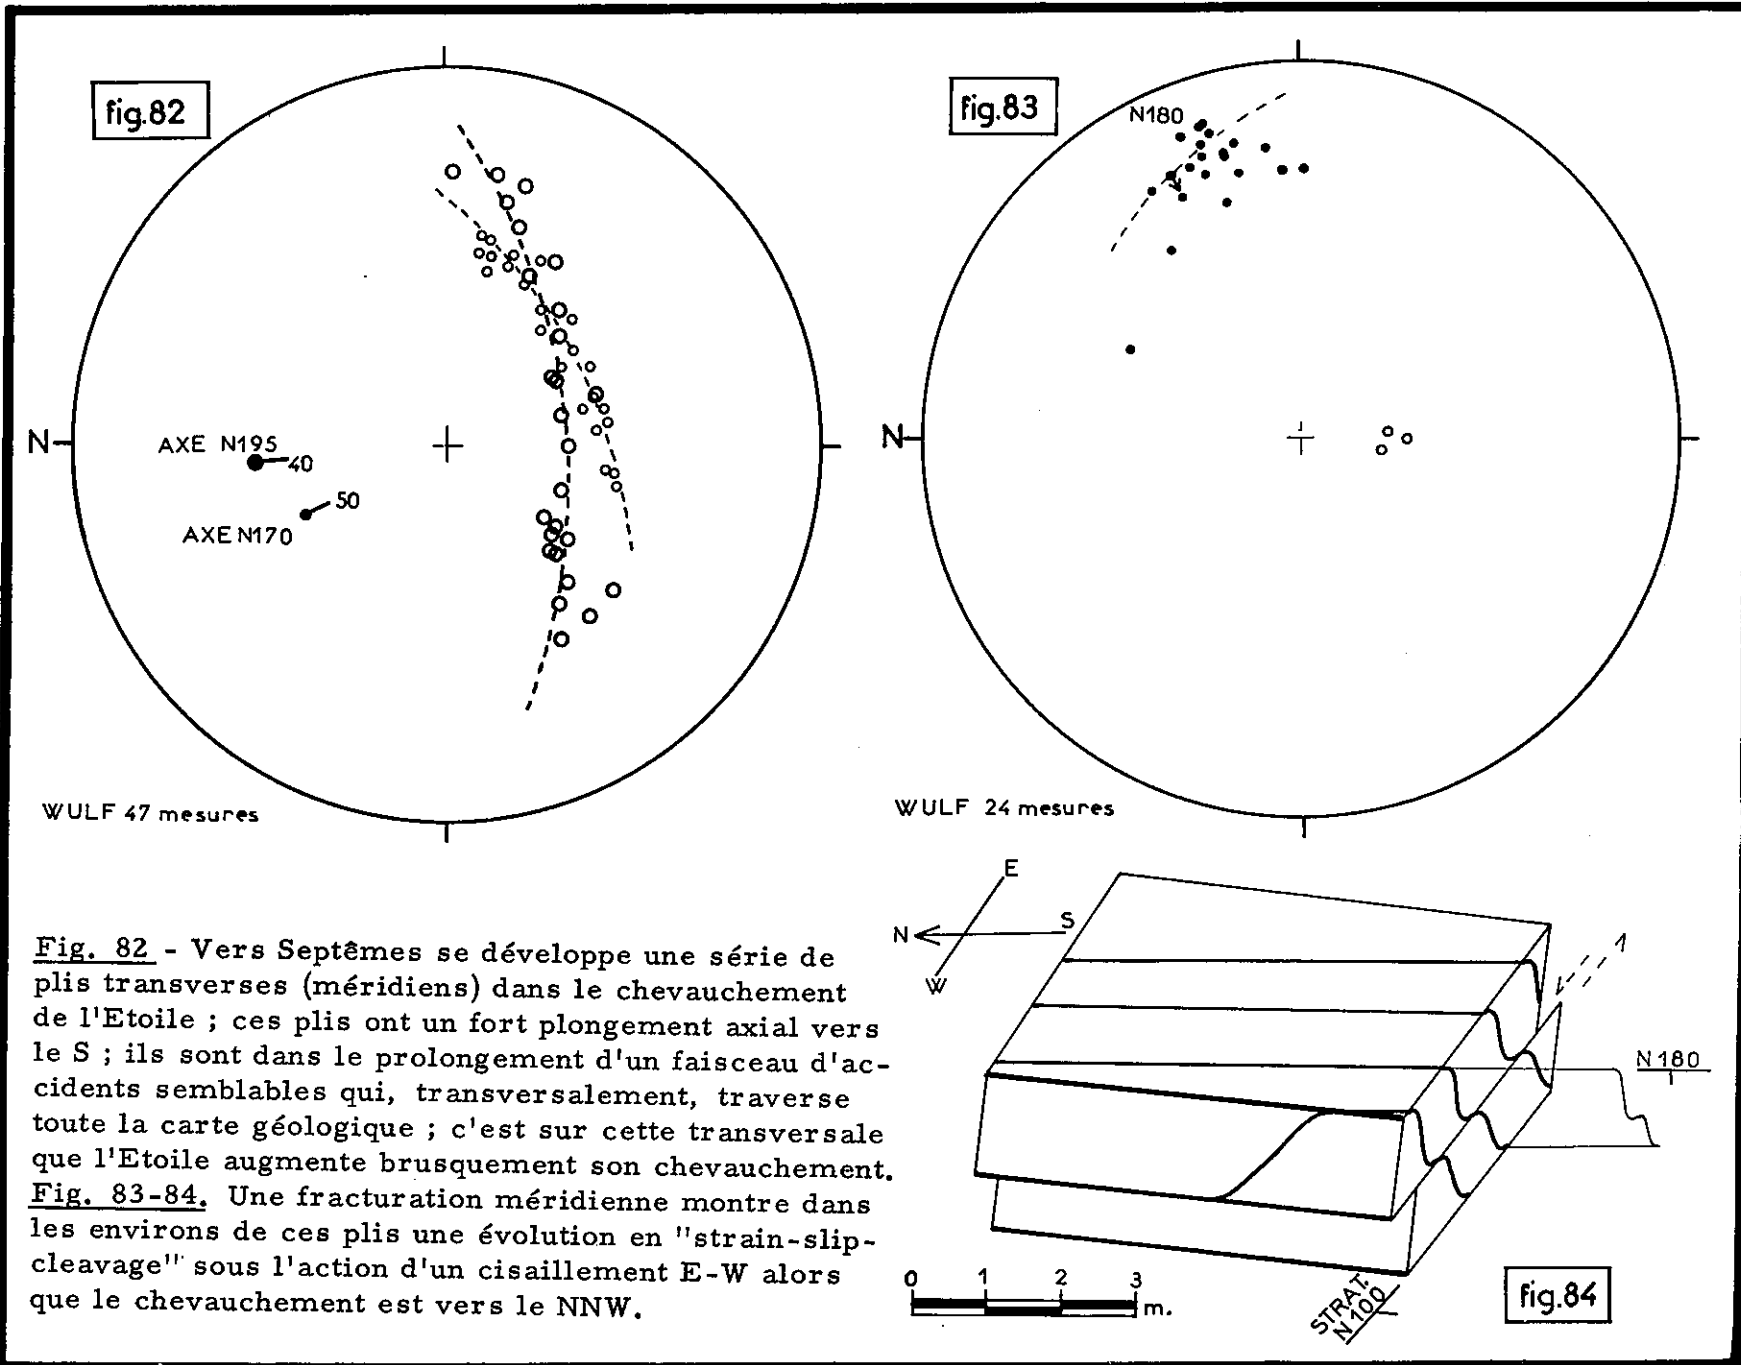 fig.82
N
AXE N195
40
50
AXE N170
WULF 47 mesures
fig.83
N180
N
WULF 24 mesures
Fig. 82 - Vers Septêmes se développe une série de
plis transverses (méridiens) dans le chevauchement
de l'Etoile ; ces plis ont un fort plongement axial vers
le S ; ils sont dans le prolongement d'un faisceau d'ac-
cidents semblables qui, transversalement, traverse
toute la carte géologique ; c'est sur cette transversale
que l'Etoile augmente brusquement son chevauchement.
Fig. 83-84. Une fracturation méridienne montre dans
les environs de ces plis une évolution en "strain-slip-
cleavage" sous l'action d'un cisaillement E-W alors
que le chevauchement est vers le NNW.
E
N
S
W
N 180
0 1 2 3
m.
STRAT.
N 100
fig.84